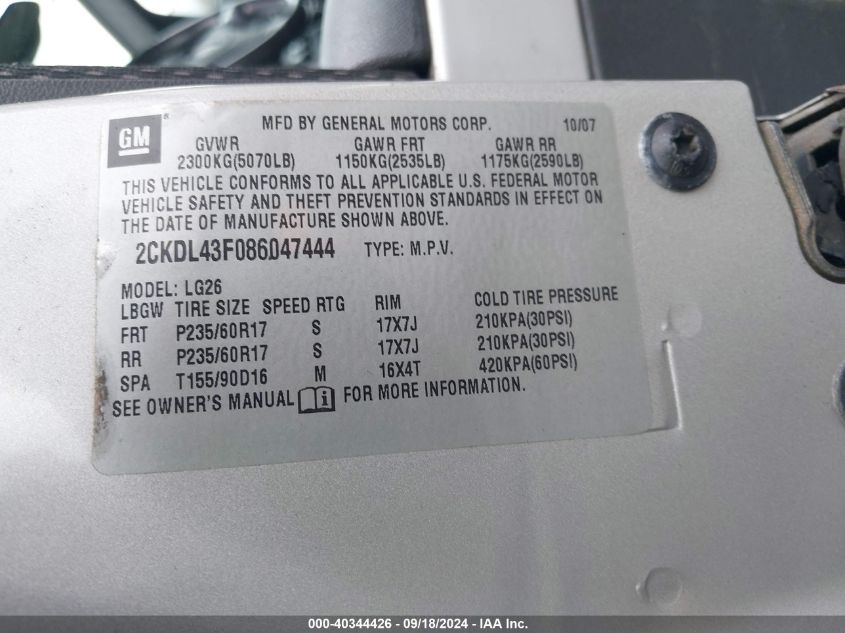 GM ® MFD BY GENERAL MOTORS CORP. 10/07
GVWR GAWR FRT GAWR RR
2300KG(5070LB) 1150KG(2535LB) 1175KG(2590LB)
THIS VEHICLE CONFORMS TO ALL APPLICABLE U.S. FEDERAL MOTOR
VEHICLE SAFETY AND THEFT PREVENTION STANDARDS IN EFFECT ON
THE DATE OF MANUFACTURE SHOWN ABOVE.
2CKDL43F086047444 TYPE: M.P.V.
MODEL: LG26
LBGW TIRE SIZE SPEED RTG RIM COLD TIRE PRESSURE
FRT P235/60R17 S 17X7J 210KPA(30PSI)
RR P235/60R17 S 17X7J 210KPA(30PSI)
SPA T155/90D16 M 16X4T 420KPA(60PSI)
SEE OWNER'S MANUAL FOR MORE INFORMATION.
000-40344426 - 09/18/2024 - IAA Inc.